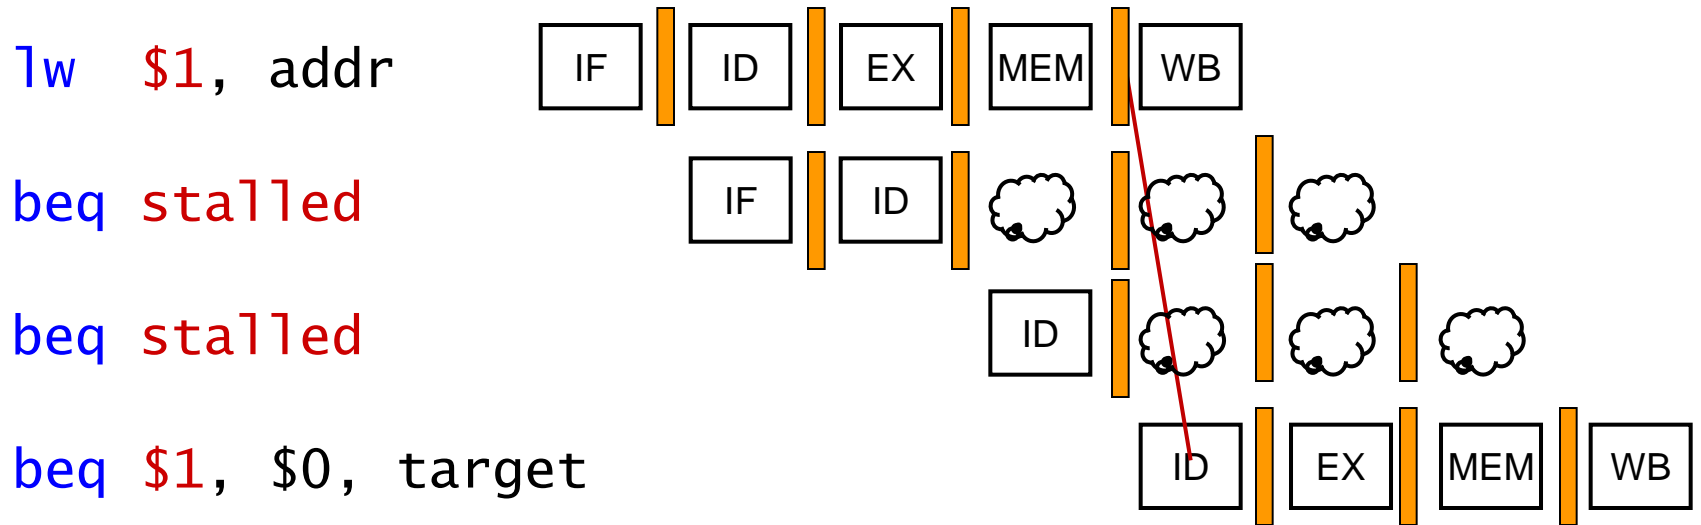 lw $1, addr IF ID EX MEM WB
beq stalled IF ID
beq stalled ID
beq $1, $0, target ID EX MEM WB